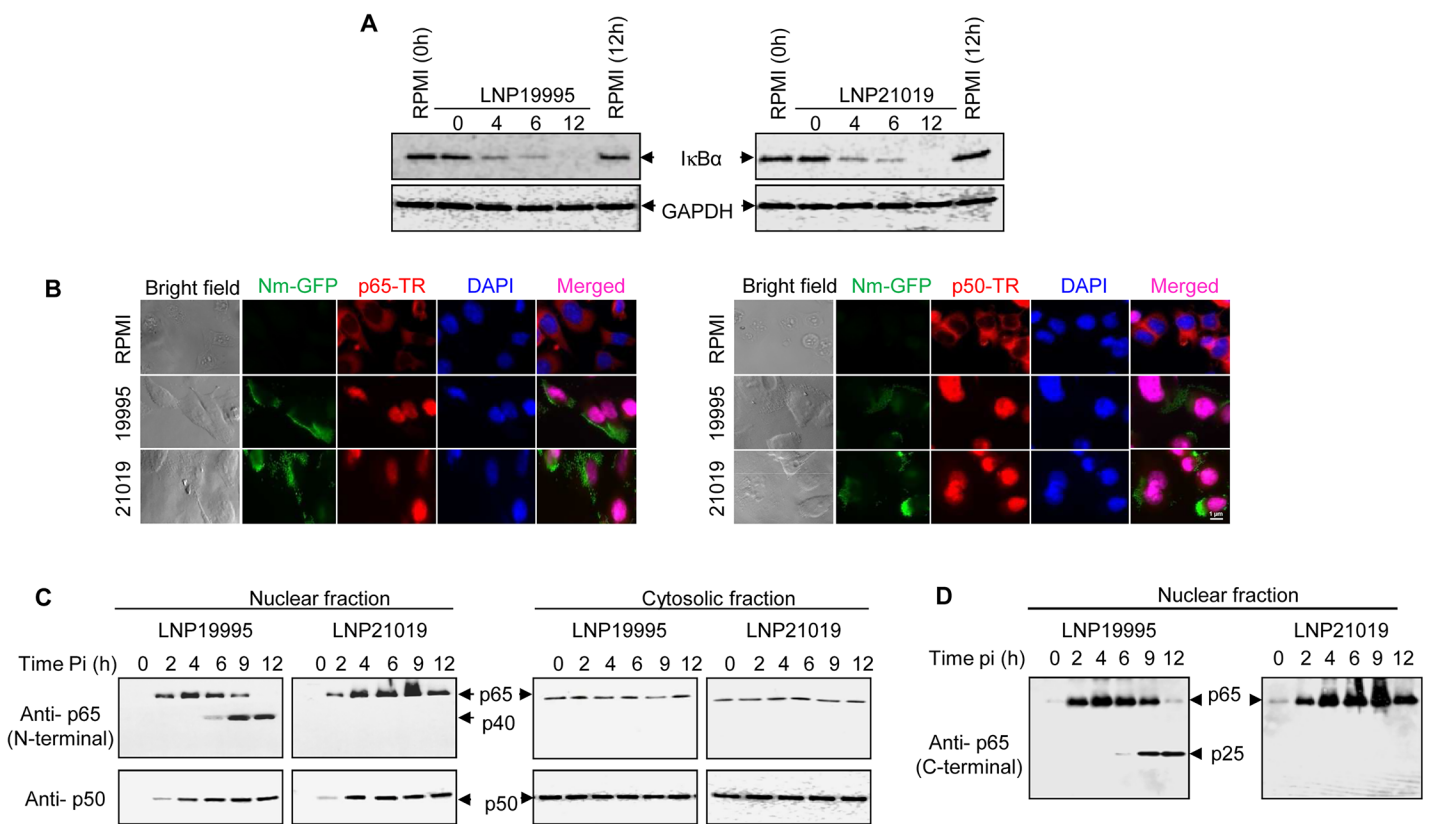 A
RPMI (0h)
LNP19995
0 4 6 12
RPMI (12h)
RPMI (0h)
LNP21019
0 4 6 12
RPMI (12h)
IκBα
GAPDH
B
Bright field Nm-GFP p65-TR DAPI Merged
RPMI
19995
21019
Bright field Nm-GFP p50-TR DAPI Merged
RPMI
19995
21019
1 µm
C
Nuclear fraction Cytosolic fraction
LNP19995 LNP21019 LNP19995 LNP21019
Time Pi (h) 0 2 4 6 9 12 0 2 4 6 9 12 0 2 4 6 9 12 0 2 4 6 9 12
Anti- p65
(N-terminal)
p65
p40
Anti- p50
p50
D
Nuclear fraction
LNP19995 LNP21019
Time pi (h) 0 2 4 6 9 12 0 2 4 6 9 12
p65
Anti- p65
(C-terminal)
p25